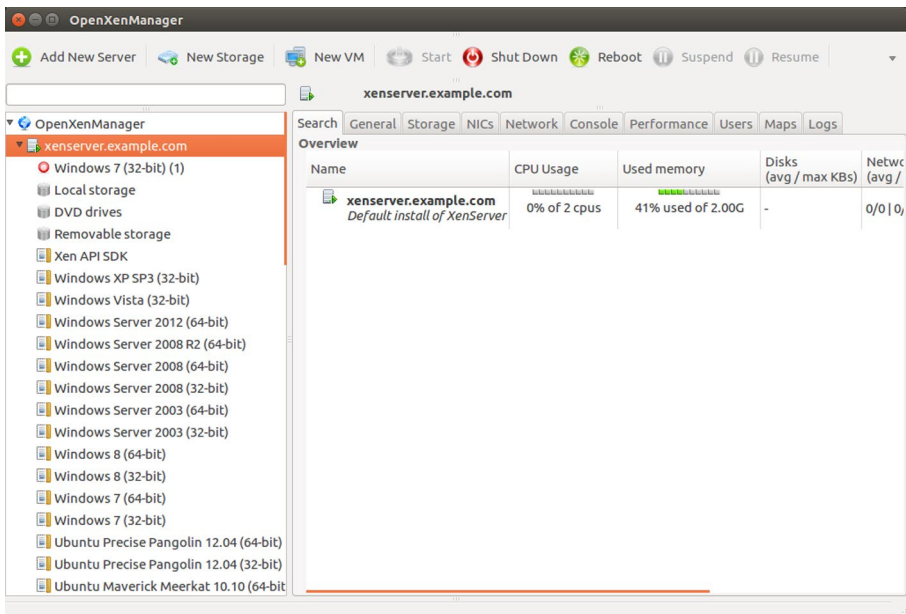 OpenXenManager
Add New Server New Storage New VM Start Shut Down Reboot Suspend Resume
xenserver.example.com
OpenXenManager
xenserver.example.com
Windows 7 (32-bit) (1)
Local storage
DVD drives
Removable storage
Xen API SDK
Windows XP SP3 (32-bit)
Windows Vista (32-bit)
Windows Server 2012 (64-bit)
Windows Server 2008 R2 (64-bit)
Windows Server 2008 (64-bit)
Windows Server 2008 (32-bit)
Windows Server 2003 (64-bit)
Windows Server 2003 (32-bit)
Windows 8 (64-bit)
Windows 8 (32-bit)
Windows 7 (64-bit)
Windows 7 (32-bit)
Ubuntu Precise Pangolin 12.04 (64-bit)
Ubuntu Precise Pangolin 12.04 (32-bit)
Ubuntu Maverick Meerkat 10.10 (64-bit
Search General Storage NICs Network Console Performance Users Maps Logs
Overview
Name CPU Usage Used memory Disks (avg / max KBs) Netwo (avg /
xenserver.example.com 0% of 2 cpus 41% used of 2.00G - 0/0 | 0/
Default install of XenServer